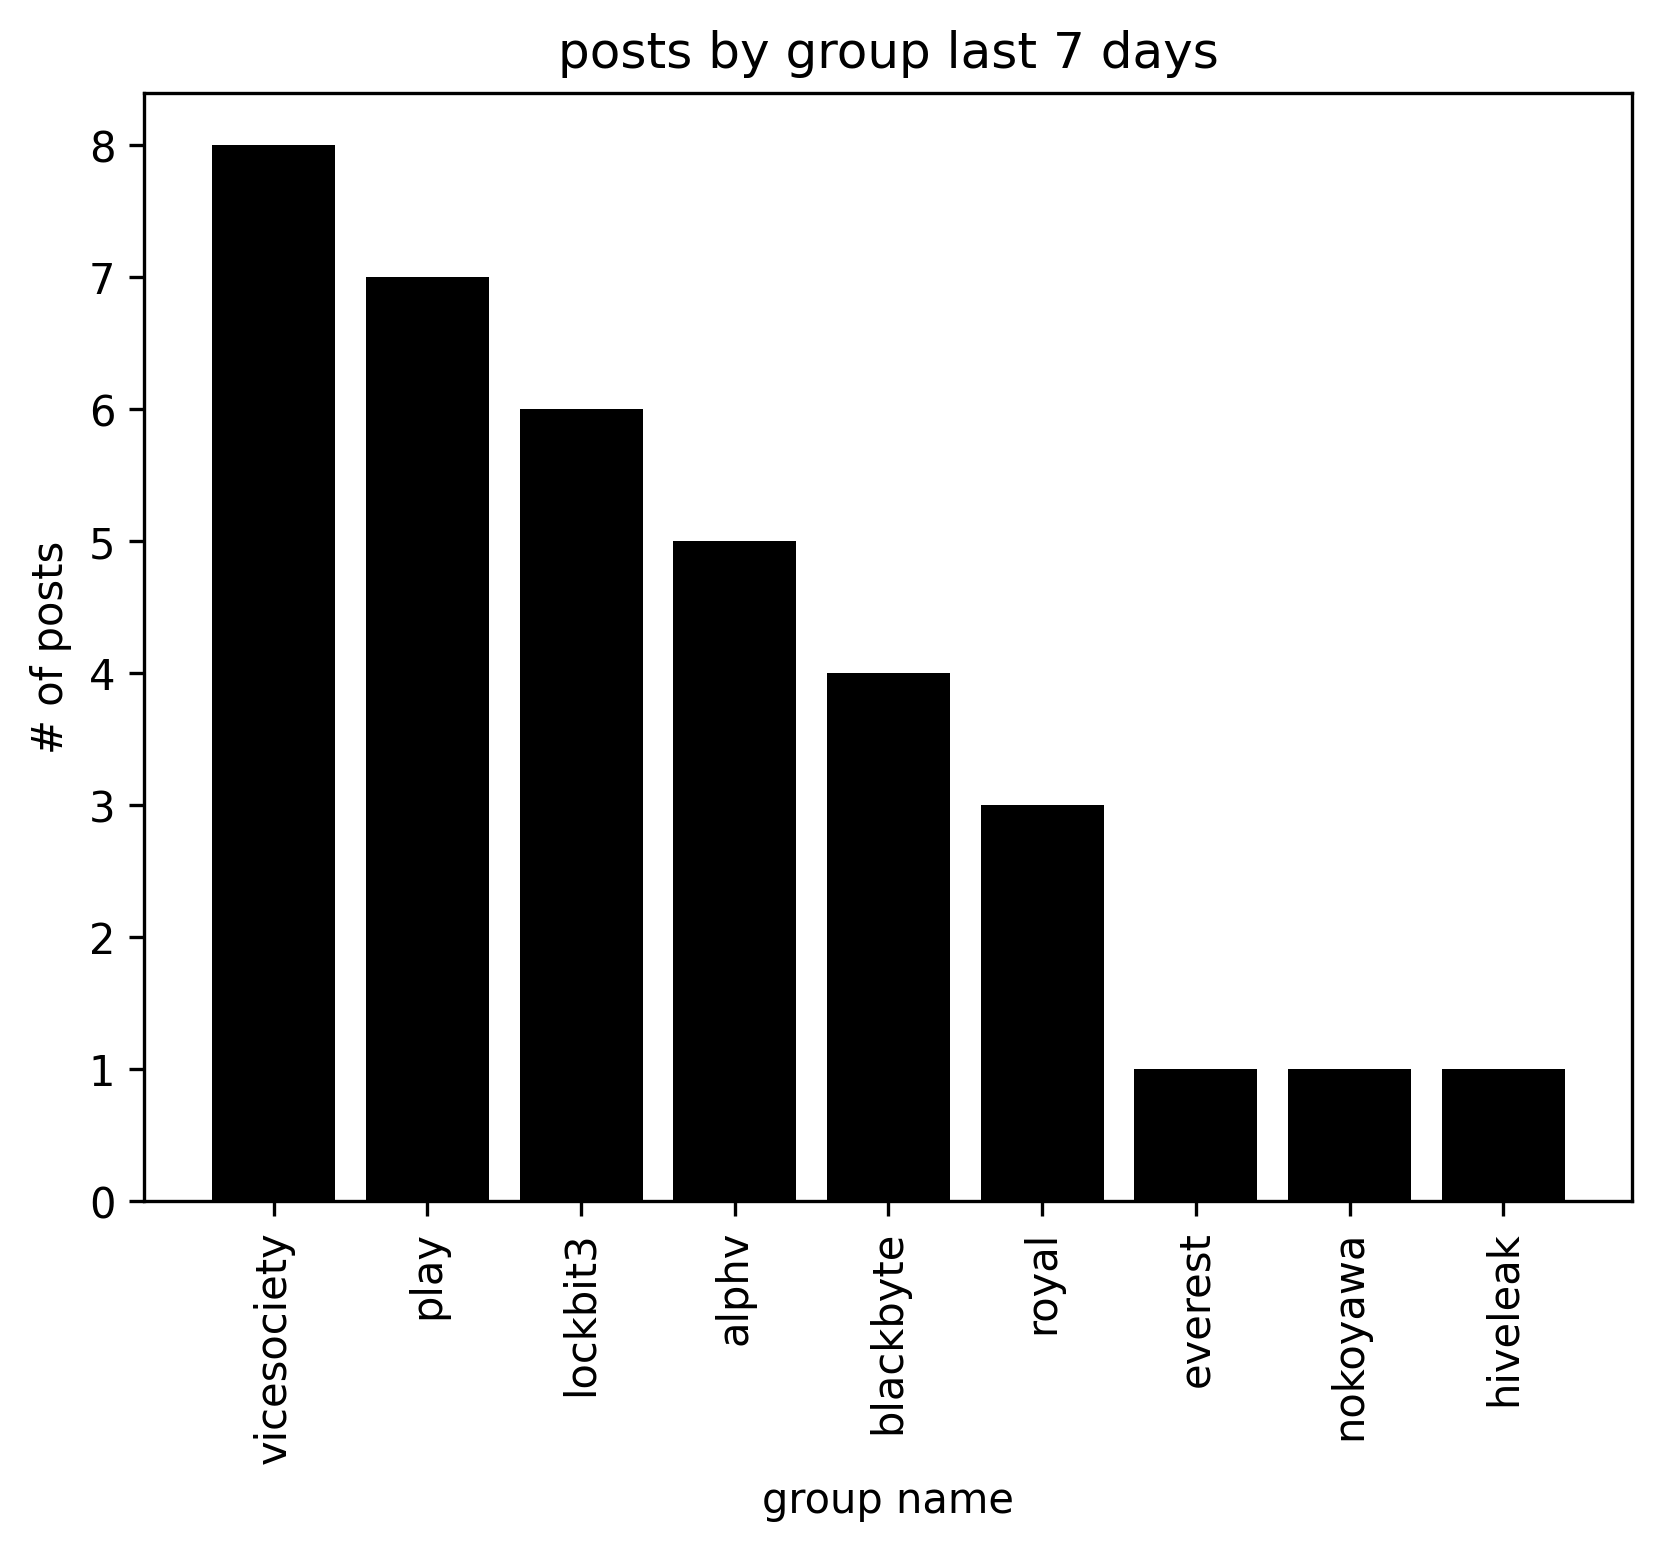 posts by group last 7 days
8
7
6
5
4
3
2
1
0
# of posts
vicesociety
play
lockbit3
alphv
blackbyte
royal
everest
nokoyawa
hiveleak
group name